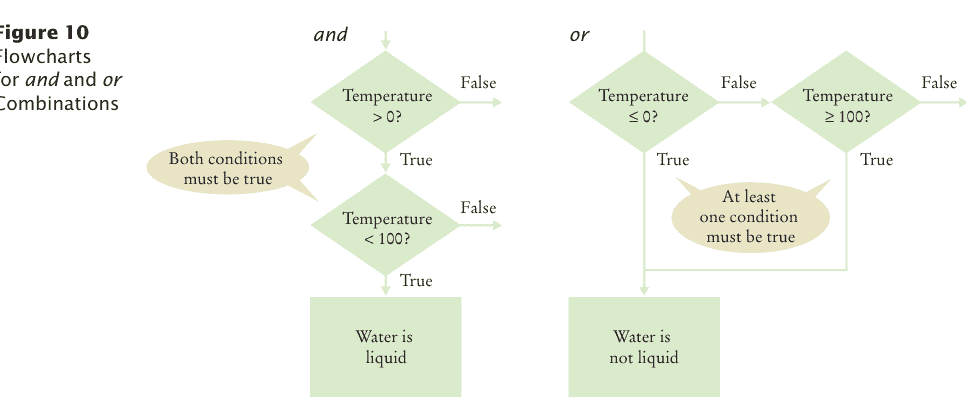 Figure 10
Flowcharts
for and and or
Combinations
and
Temperature
> 0?
False
True
Both conditions
must be true
Temperature
< 100?
False
True
Water is
liquid
or
Temperature
≤ 0?
False
True
Temperature
≥ 100?
False
True
At least
one condition
must be true
Water is
not liquid